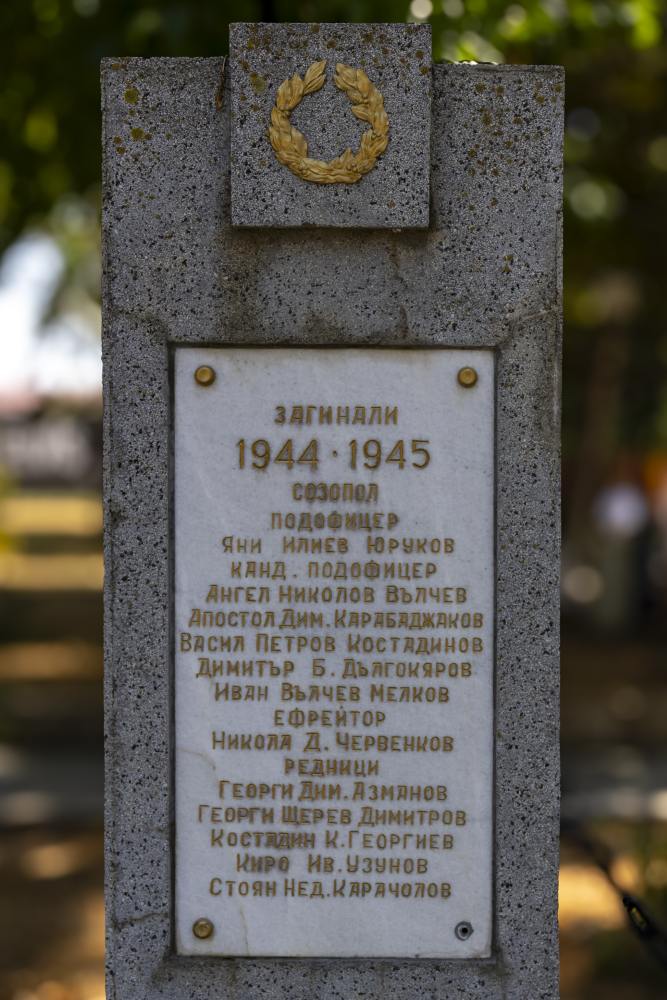 ЗАГИНАЛИ
1944·1945
СОЗОПОЛ
ПОДОФИЦЕР
ЯНИ ИЛИЕВ ЮРУКОВ
КАНД. ПОДОФИЦЕР
АНГЕЛ НИКОЛОВ ВЪЛЧЕВ
АПОСТОЛ ДИМ. КАРАБАДЖАКОВ
ВАСИЛ ПЕТРОВ КОСТАДИНОВ
ДИМИТЪР Б. ДЪЛГОКЯРОВ
ИВАН ВЪЛЧЕВ МЕЛКОВ
ЕФРЕЙТОР
НИКОЛА Д. ЧЕРВЕНКОВ
РЕДНИЦИ
ГЕОРГИ ДИМ. АЗМАНОВ
ГЕОРГИ ЩЕРЕВ ДИМИТРОВ
КОСТАДИН К. ГЕОРГИЕВ
КИРО ИВ. УЗУНОВ
СТОЯН НЕД. КАРАЧОЛОВ